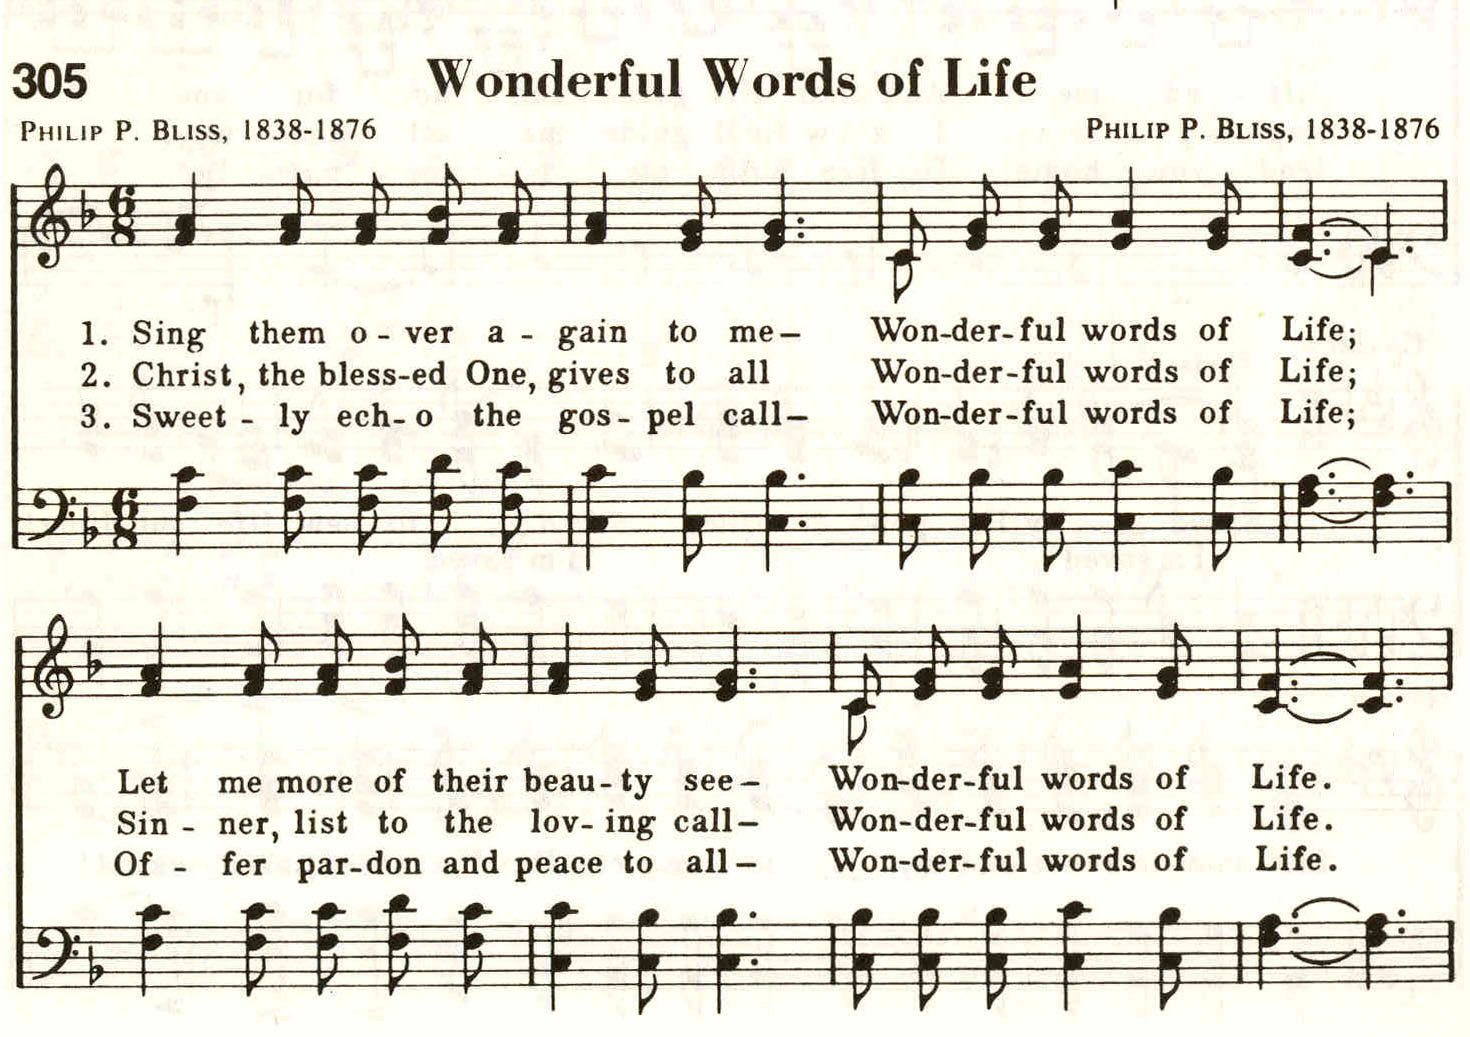 305 Wonderful Words of Life
PHILIP P. BLISS, 1838-1876 PHILIP P. BLISS, 1838-1876
6 8
1. Sing them o - ver a - gain to me – Won-der-ful words of Life;
2. Christ, the bless-ed One, gives to all Won-der-ful words of Life;
3. Sweet - ly ech-o the gos - pel call – Won-der-ful words of Life;
6 8
Let me more of their beau - ty see – Won-der-ful words of Life.
Sin - ner, list to the lov - ing call – Won-der-ful words of Life.
Of - fer par-don and peace to all – Won-der-ful words of Life.